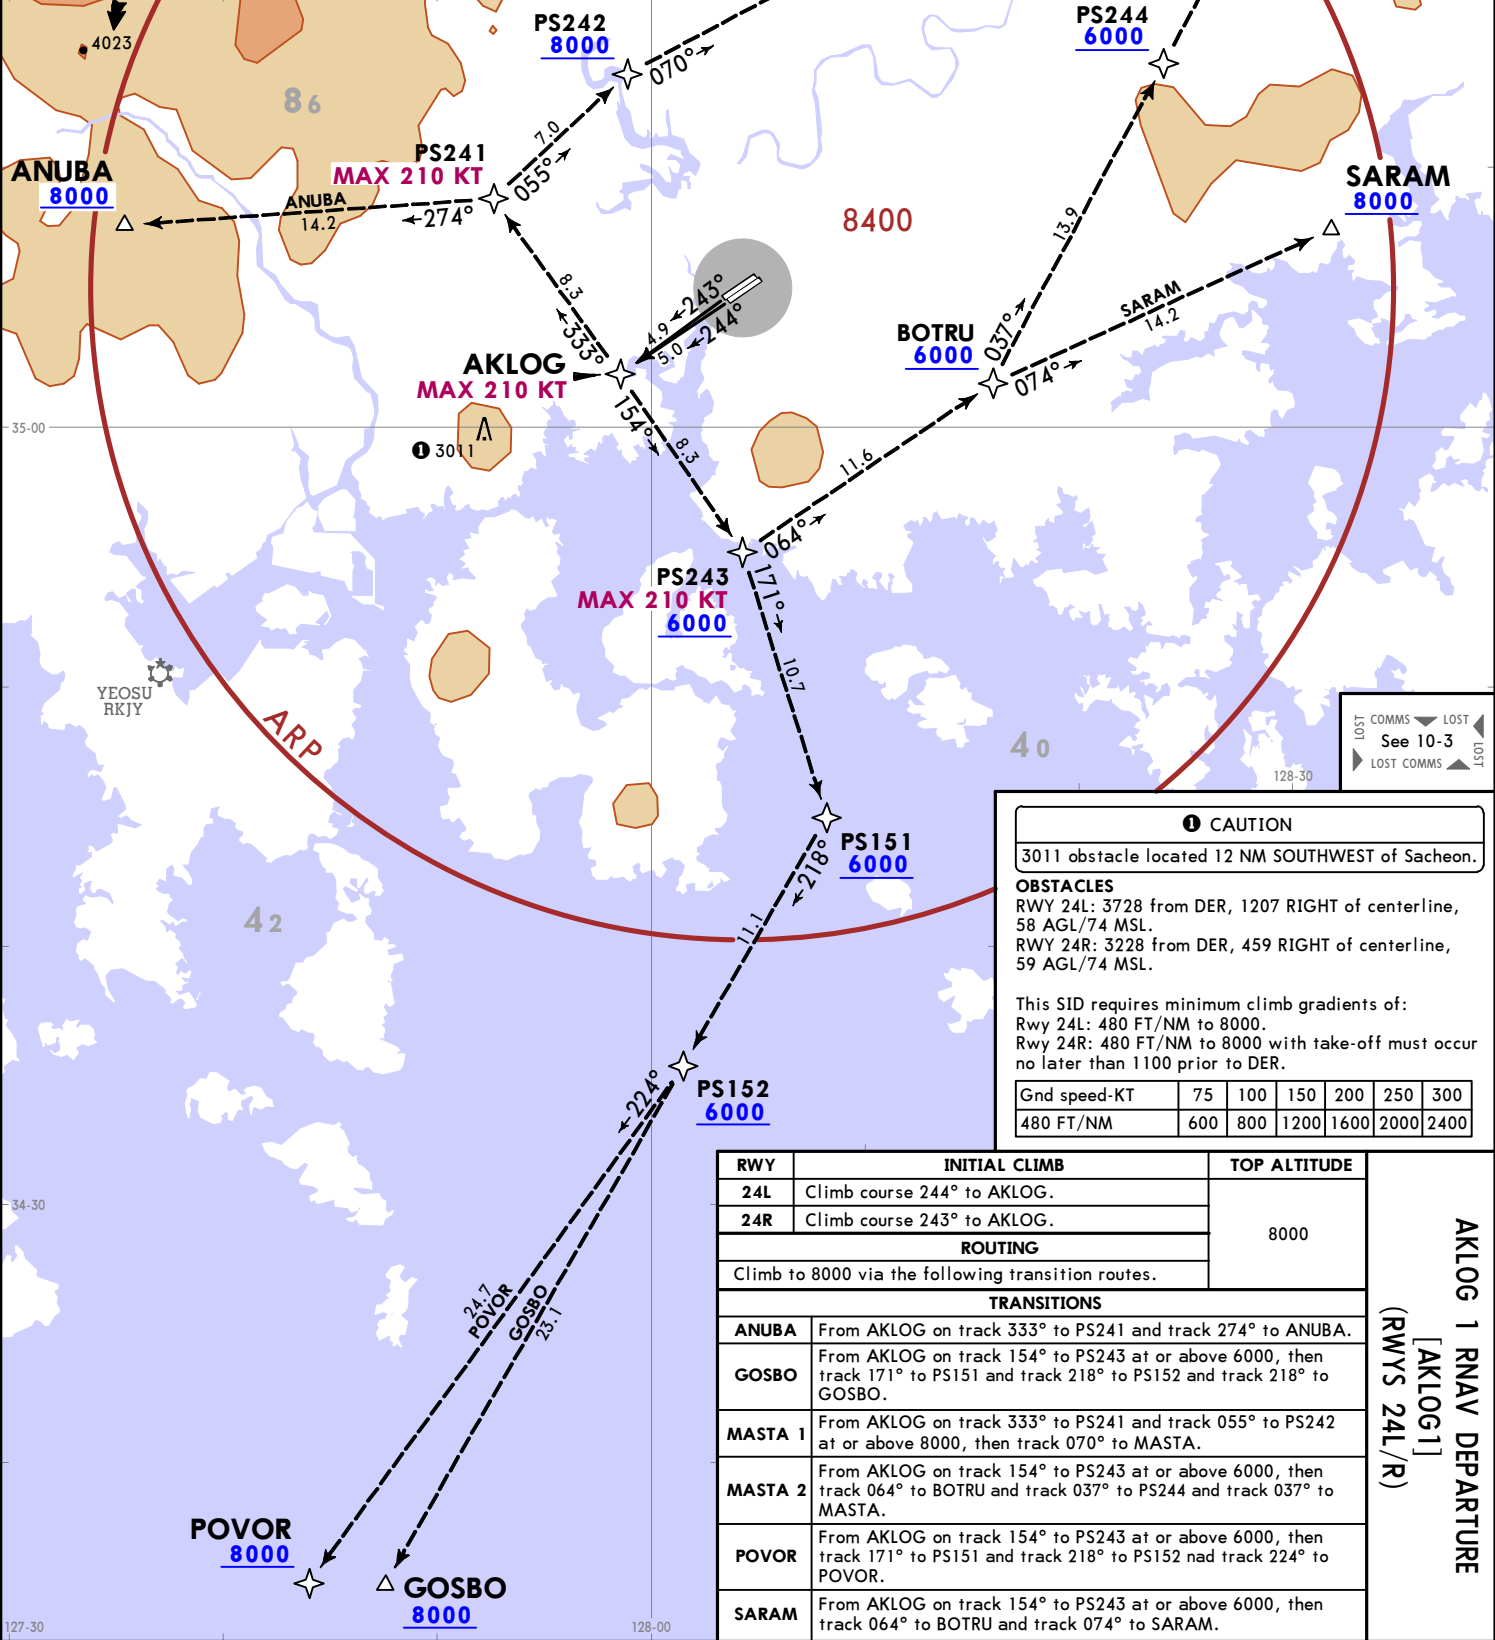 PS242
8000
070°
PS244
6000
4023
86
7.0
055°
PS241
MAX 210 KT
ANUBA
8000
ANUBA
14.2
274°
SARAM
8000
8400
13.9
8.3
333°
243°
4.9
5.0
244°
SARAM
14.2
BOTRU
6000
037°
074°
AKLOG
MAX 210 KT
154°
8.3
35-00
❶ 3011
11.6
064°
PS243
MAX 210 KT
6000
171°
10.7
YEOSU
RKJY
ARP
40
LOST COMMS LOST
See 10-3
LOST COMMS LOST
128-30
PS151
6000
218°
42
11.1
❶ CAUTION
3011 obstacle located 12 NM SOUTHWEST of Sacheon.
OBSTACLES
RWY 24L: 3728 from DER, 1207 RIGHT of centerline,
58 AGL/74 MSL.
RWY 24R: 3228 from DER, 459 RIGHT of centerline,
59 AGL/74 MSL.
This SID requires minimum climb gradients of:
Rwy 24L: 480 FT/NM to 8000.
Rwy 24R: 480 FT/NM to 8000 with take-off must occur
no later than 1100 prior to DER.
Gnd speed-KT 75 100 150 200 250 300
480 FT/NM 600 800 1200 1600 2000 2400
PS152
6000
224°
34-30
24.7
POVOR
GOSBO
23.1
POVOR
8000
GOSBO
8000
127-30
128-00
RWY INITIAL CLIMB TOP ALTITUDE
24L Climb course 244° to AKLOG.
24R Climb course 243° to AKLOG.
8000
ROUTING
Climb to 8000 via the following transition routes.
TRANSITIONS
ANUBA From AKLOG on track 333° to PS241 and track 274° to ANUBA.
GOSBO From AKLOG on track 154° to PS243 at or above 6000, then
track 171° to PS151 and track 218° to PS152 and track 218° to
GOSBO.
MASTA 1 From AKLOG on track 333° to PS241 and track 055° to PS242
at or above 8000, then track 070° to MASTA.
MASTA 2 From AKLOG on track 154° to PS243 at or above 6000, then
track 064° to BOTRU and track 037° to PS244 and track 037° to
MASTA.
POVOR From AKLOG on track 154° to PS243 at or above 6000, then
track 171° to PS151 and track 218° to PS152 nad track 224° to
POVOR.
SARAM From AKLOG on track 154° to PS243 at or above 6000, then
track 064° to BOTRU and track 074° to SARAM.
AKLOG 1 RNAV DEPARTURE
[AKLOG1]
(RWYS 24L/R)